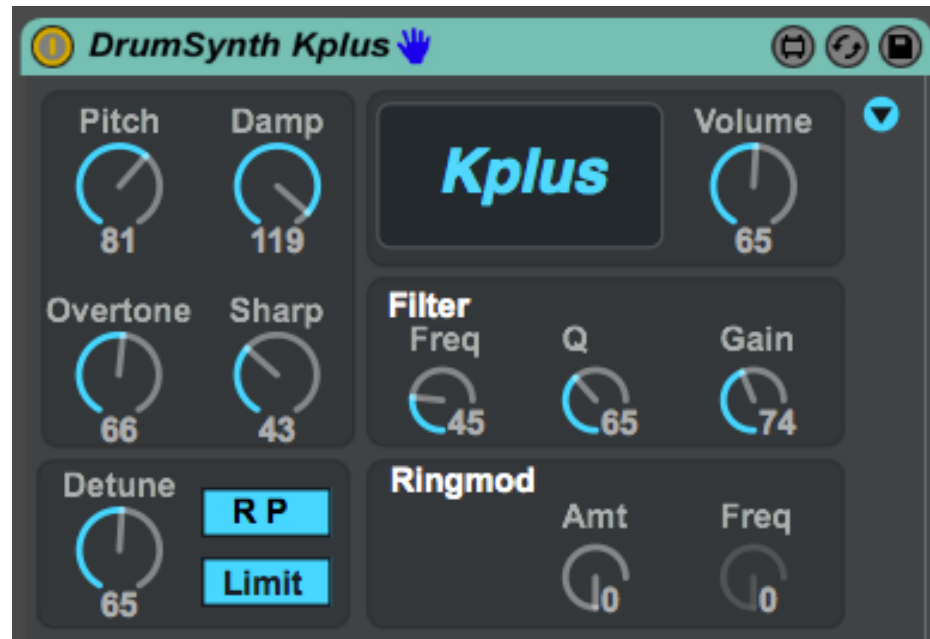 DrumSynth Kplus
Pitch Damp
81 119
Overtone Sharp
66 43
Detune
65
R P
Limit
Kplus
Volume
65
Filter
Freq Q Gain
45 65 74
Ringmod
Amt Freq
0 0